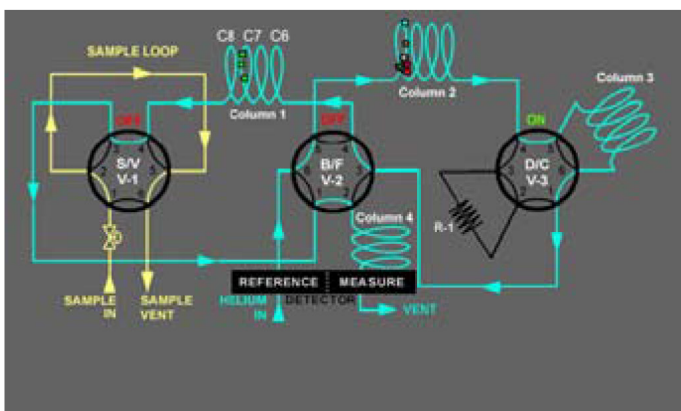 C8 C7 C6
SAMPLE LOOP
Column 1
Column 2
Column 3
OFF
OFF
ON
S/V
V-1
B/F
V-2
D/C
V-3
R-1
Column 4
REFERENCE MEASURE
DETECTOR
SAMPLE
IN
SAMPLE
VENT
HELIUM
IN
VENT